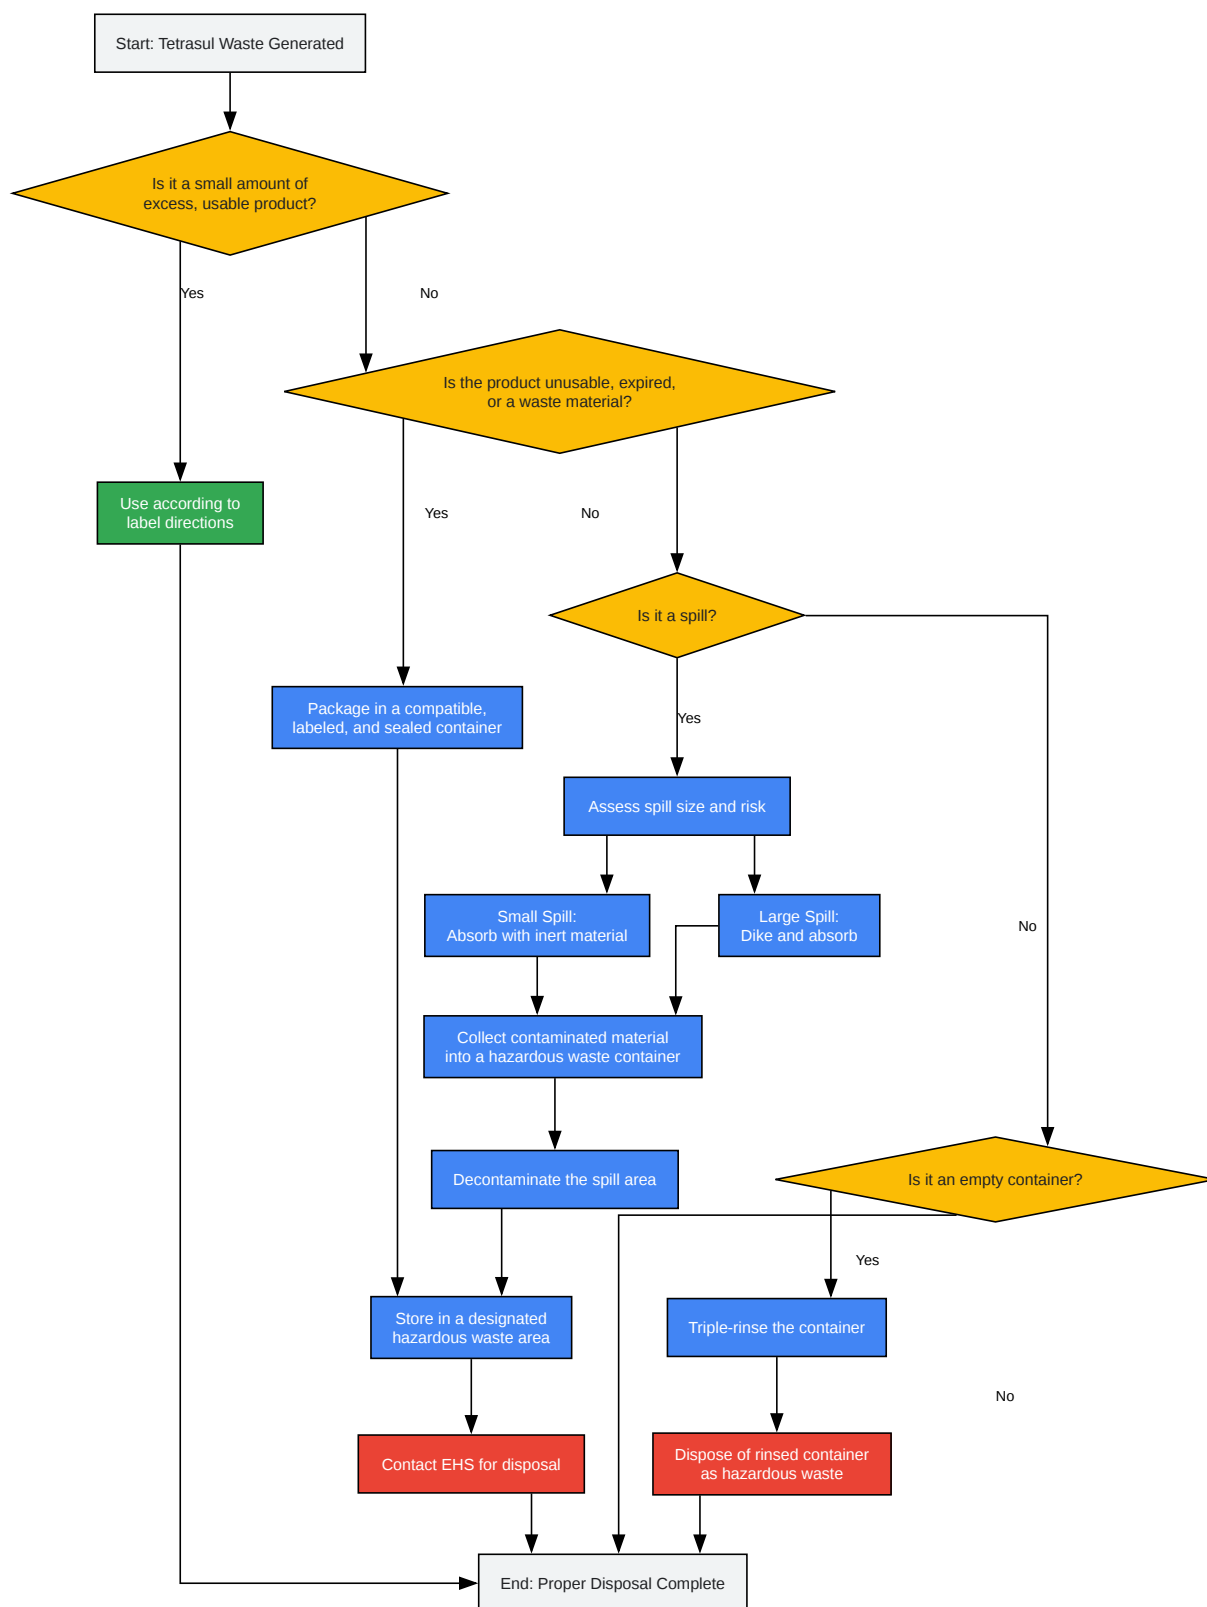 Start: Tetrasul Waste Generated
Is it a small amount of
excess, usable product?
Yes
No
Is the product unusable, expired,
or a waste material?
Use according to
label directions
Yes
No
Is it a spill?
Package in a compatible,
labeled, and sealed container
Yes
Assess spill size and risk
Small Spill:
Absorb with inert material
Large Spill:
Dike and absorb
No
Collect contaminated material
into a hazardous waste container
Decontaminate the spill area
Is it an empty container?
Yes
Store in a designated
hazardous waste area
Triple-rinse the container
No
Contact EHS for disposal
Dispose of rinsed container
as hazardous waste
End: Proper Disposal Complete